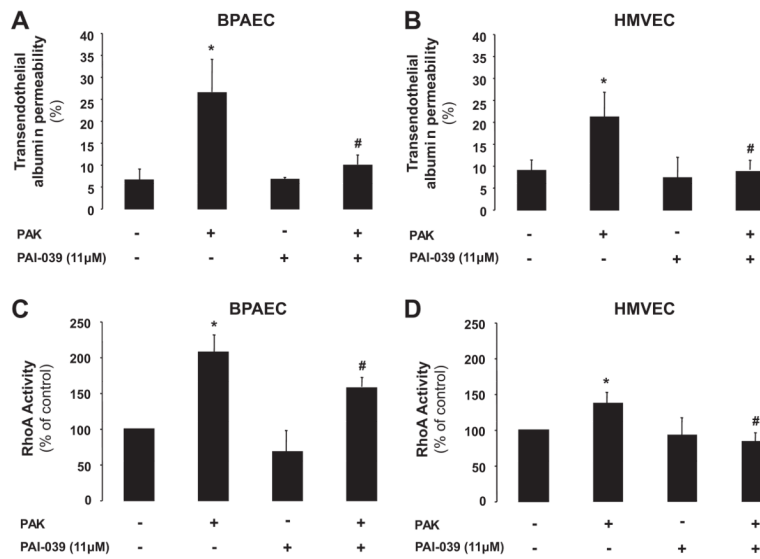 A
BPAEC
Transendothelial
albumin permeability
(%)
40
35
30
25
20
15
10
5
0
*
#
PAK
- + - +
PAI-039 (11µM)
- - + +
B
HMVEC
Transendothelial
albumin permeability
(%)
40
35
30
25
20
15
10
5
0
*
#
PAK
- + - +
PAI-039 (11µM)
- - + +
C
BPAEC
RhoA Activity
(% of control)
250
200
150
100
50
0
*
#
PAK
- + - +
PAI-039 (11µM)
- - + +
D
HMVEC
RhoA Activity
(% of control)
250
200
150
100
50
0
*
#
PAK
- + - +
PAI-039 (11µM)
- - + +